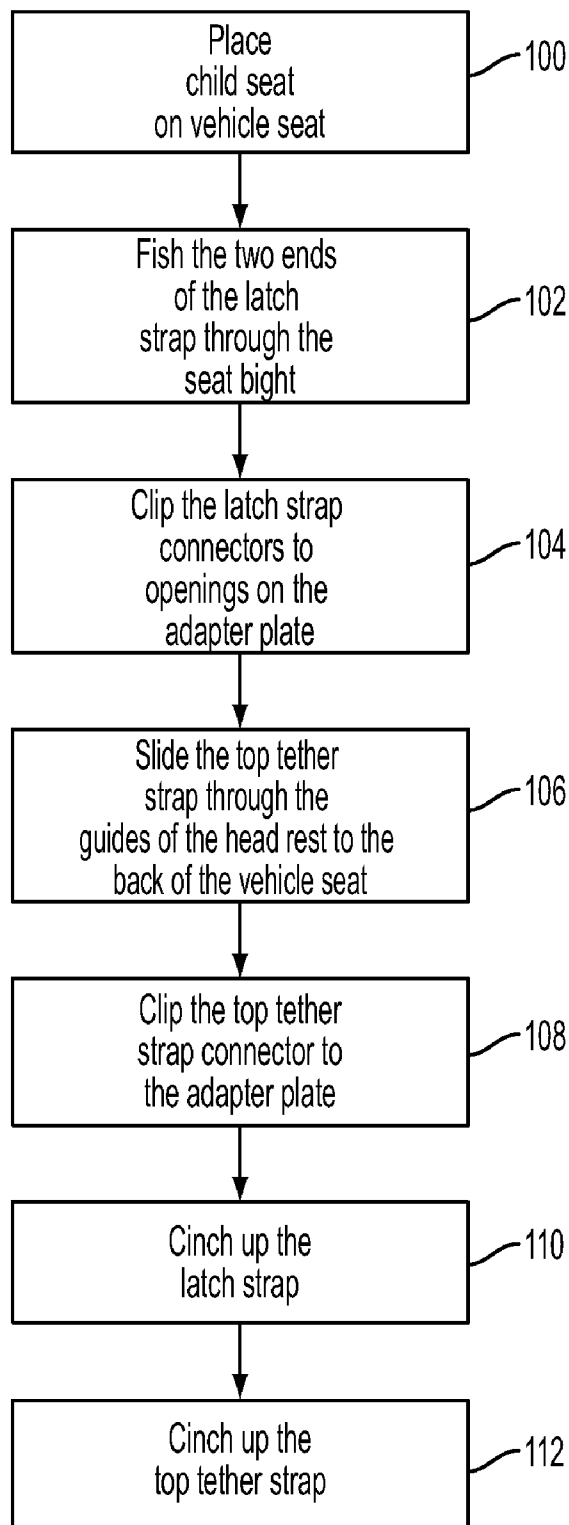 Place
child seat
on vehicle seat
100
Fish the two ends
of the latch
strap through the
seat bight
102
Clip the latch strap
connectors to
openings on the
adapter plate
104
Slide the top tether
strap through the
guides of the head rest to the
back of the vehicle seat
106
Clip the top tether
strap connector to
the adapter plate
108
Cinch up the
latch strap
110
Cinch up the
top tether strap
112